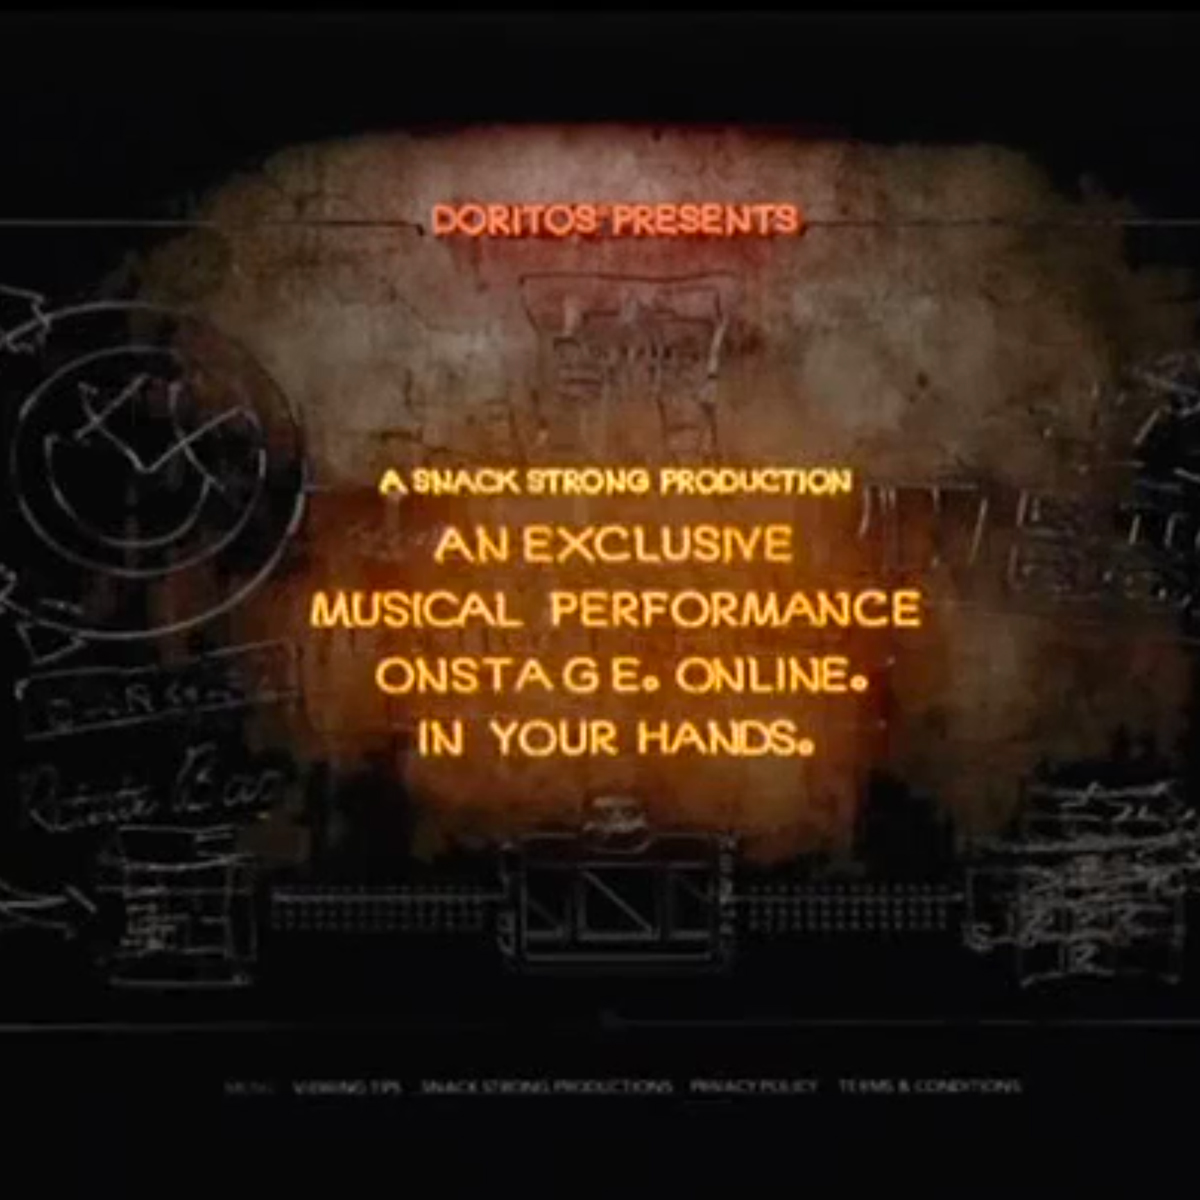 DORITOS PRESENTS
A SNACK STRONG PRODUCTION
AN EXCLUSIVE
MUSICAL PERFORMANCE
ONSTAGE. ONLINE.
IN YOUR HANDS.
MENU VIEWING TIPS SNACK STRONG PRODUCTIONS PRIVACY POLICY TERMS & CONDITIONS